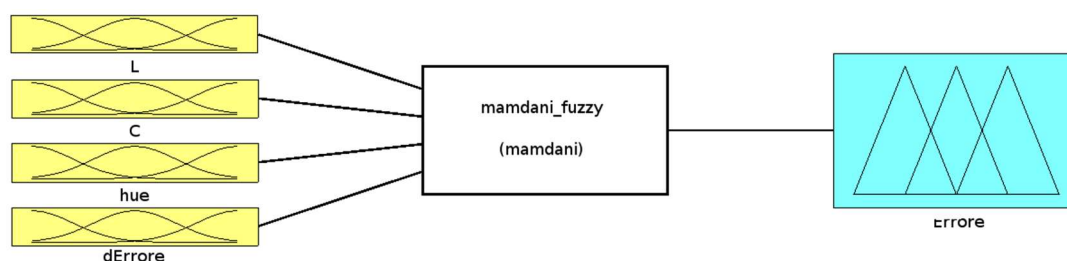 L
C
hue
dErrore
mamdani_fuzzy
(mamdani)
Errore